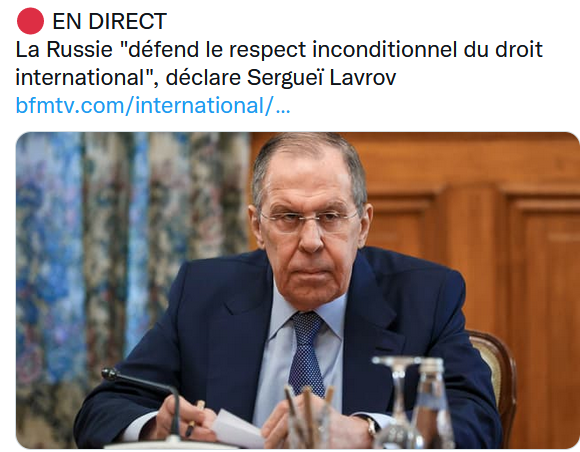 🔴 EN DIRECT
La Russie "défend le respect inconditionnel du droit
international", déclare Sergueï Lavrov
bfmtv.com/international/…